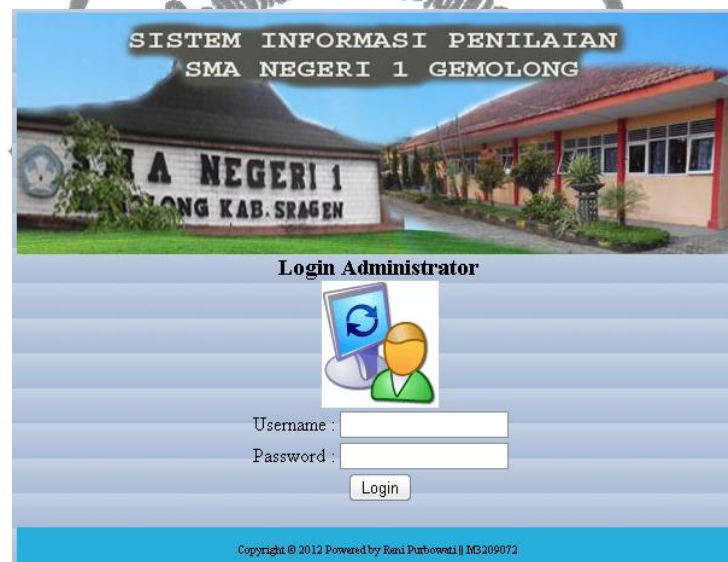 SISTEM INFORMASI PENILAIAN
SMA NEGERI 1 GEMOLONG
A NEGERI 1
KAB. SRAGEN
Login Administrator
Username :
Password :
Login
Copyright © 2012 Powered by Reni Purbowati || M3209072